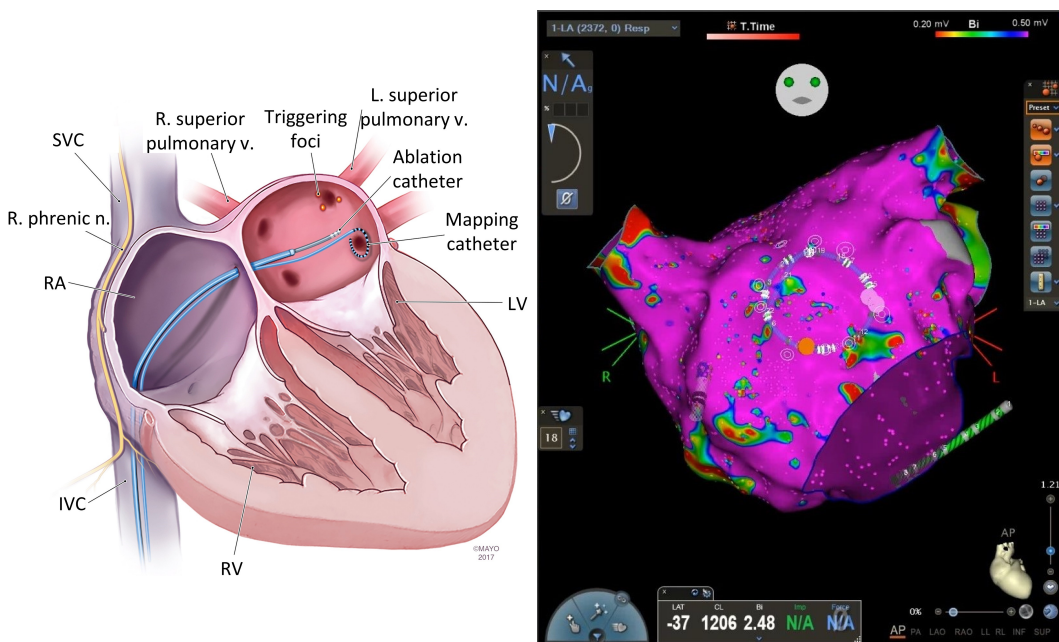 SVC
R. superior
pulmonary v.
Triggering
foci
L. superior
pulmonary v.
Ablation
catheter
R. phrenic n.
Mapping
catheter
RA
LV
IVC
RV
©MAYO
2017
1-LA (2372, 0) Resp
T.Time
0.20 mV Bi 0.50 mV
N/A g
%
Preset
1-LA
R
L
18
1.21
AP
LAT CL Bi Imp Force
-37 1206 2.48 N/A N/A
0%
AP PA LAO RAO LL RL INF SUP